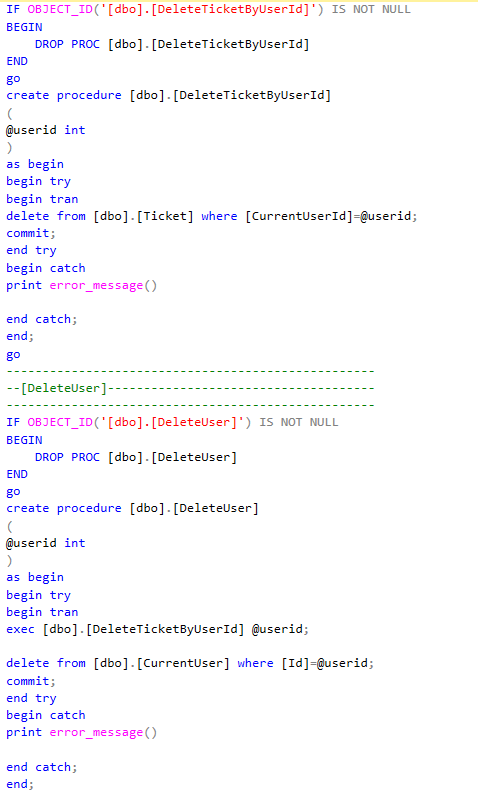 IF OBJECT_ID('[dbo].[DeleteTicketByUserId]') IS NOT NULL
BEGIN
    DROP PROC [dbo].[DeleteTicketByUserId]
END
go
create procedure [dbo].[DeleteTicketByUserId]
(
@userid int
)
as begin
begin try
begin tran
delete from [dbo].[Ticket] where [CurrentUserId]=@userid;
commit;
end try
begin catch
print error_message()

end catch;
end;
go
---------------------------------------------------
--[DeleteUser]-------------------------------------
---------------------------------------------------
IF OBJECT_ID('[dbo].[DeleteUser]') IS NOT NULL
BEGIN
    DROP PROC [dbo].[DeleteUser]
END
go
create procedure [dbo].[DeleteUser]
(
@userid int
)
as begin
begin try
begin tran
exec [dbo].[DeleteTicketByUserId] @userid;

delete from [dbo].[CurrentUser] where [Id]=@userid;
commit;
end try
begin catch
print error_message()

end catch;
end;